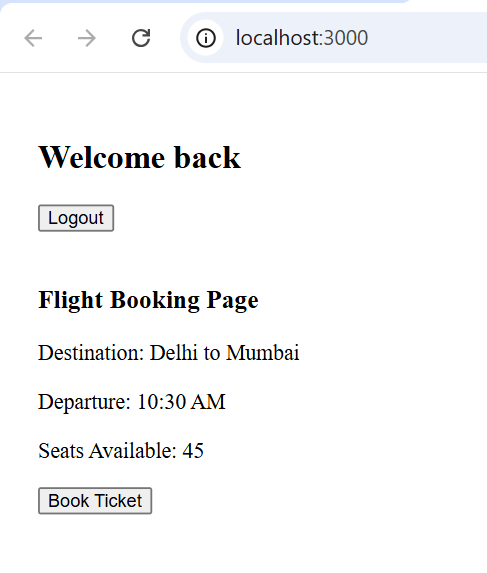 localhost:3000
Welcome back
Logout
Flight Booking Page
Destination: Delhi to Mumbai
Departure: 10:30 AM
Seats Available: 45
Book Ticket